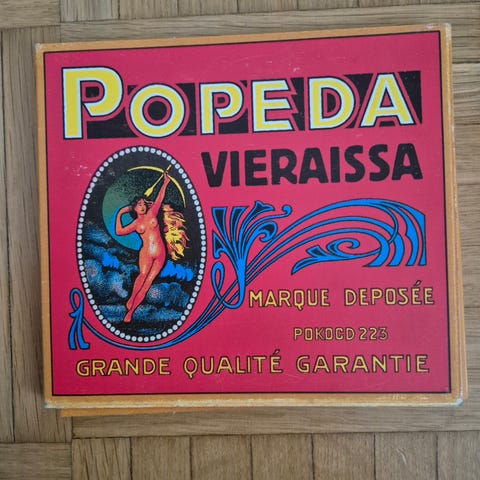 POPEDA
VIERAISSA
MARQUE DEPOSÉE
POKOCD 223
GRANDE QUALITÉ GARANTIE